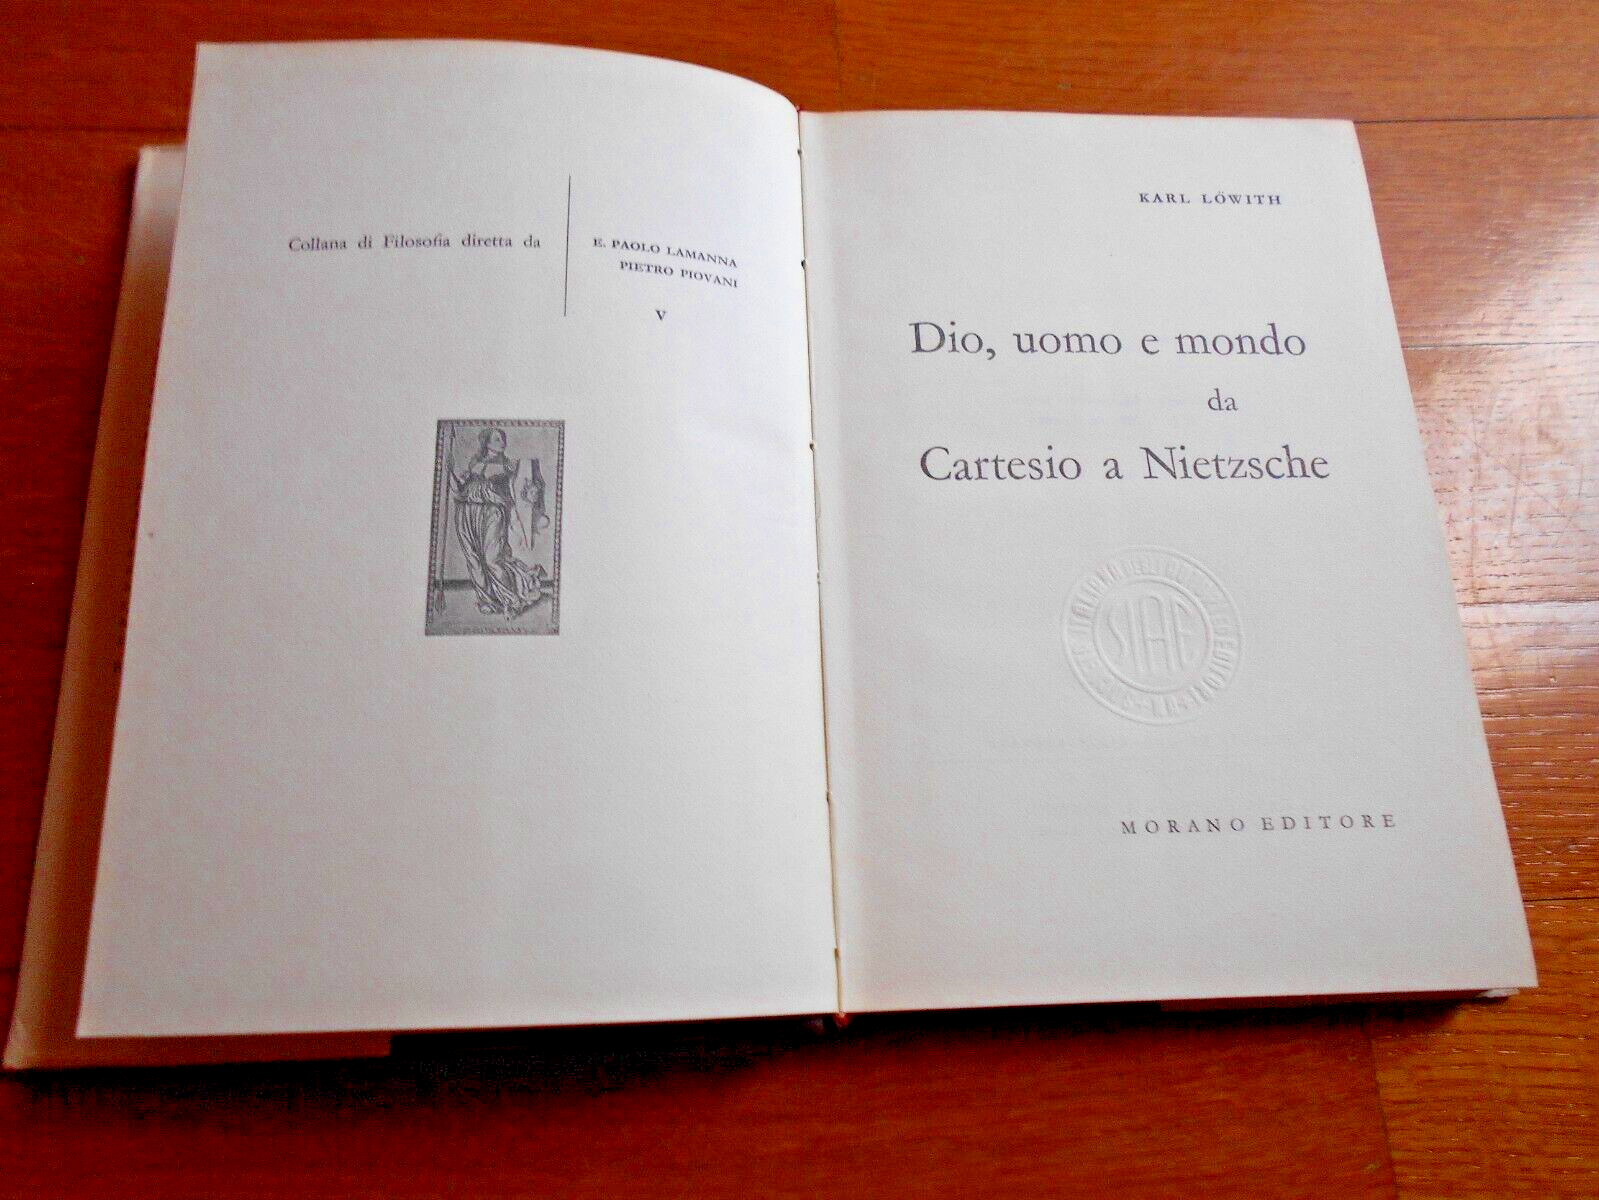 Collana di Filosofia diretta da
E. PAOLO LAMANNA
PIETRO PIOVANI
V
KARL LÖWITH
Dio, uomo e mondo
da
Cartesio a Nietzsche
SIAE
MORANO EDITORE